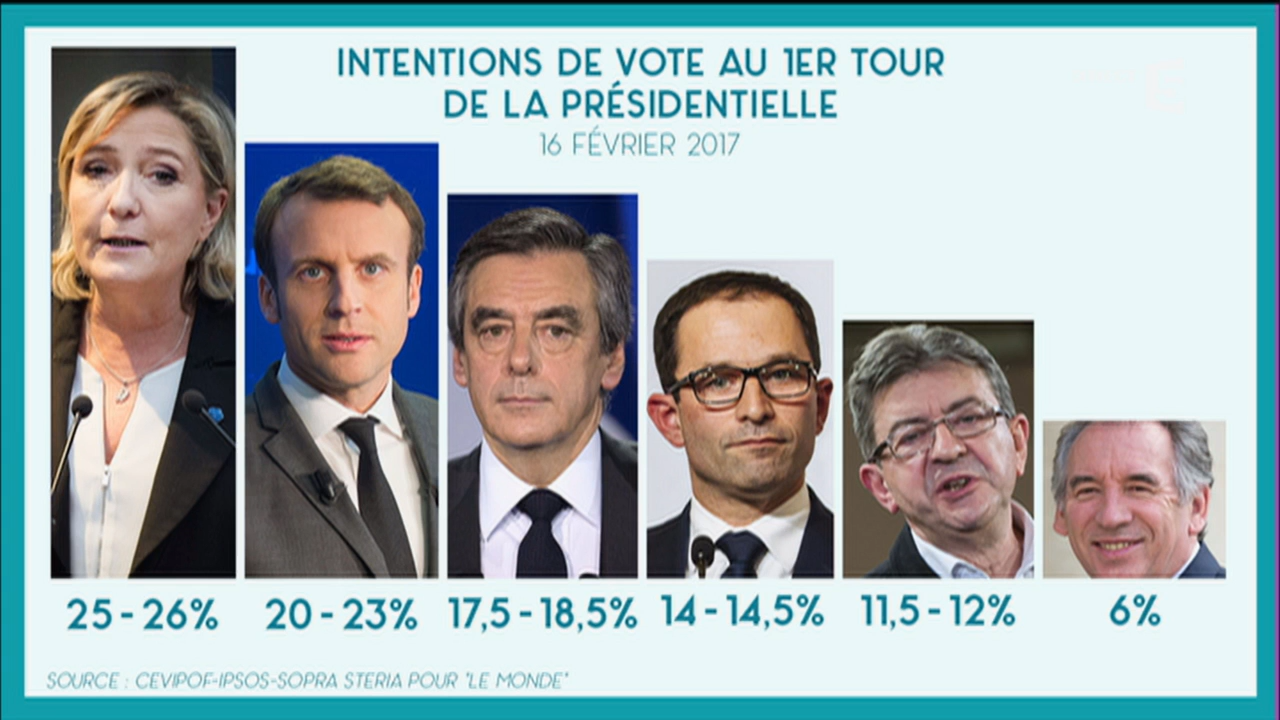 INTENTIONS DE VOTE AU 1ER TOUR
DE LA PRÉSIDENTIELLE
16 FÉVRIER 2017
25 - 26%
20 - 23%
17,5 - 18,5%
14 - 14,5%
11,5 - 12%
6%
SOURCE : CEVIPOF-IPSOS-SOPRA STERIA POUR "LE MONDE"